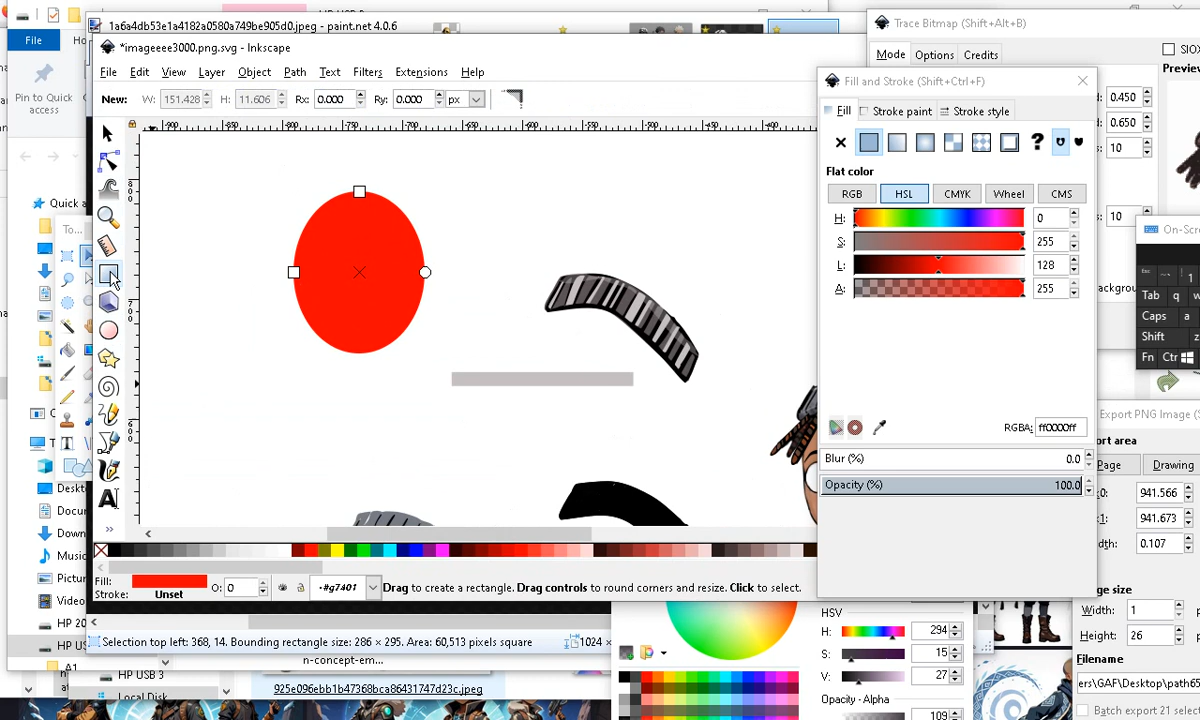 1a6a4db53e1a4182a0580a749be905d0.jpeg - paint.net 4.0.6
*imageeee3000.png.svg - Inkscape
File Edit View Layer Object Path Text Filters Extensions Help
New: W: 151.428 H: 11.606 Rx: 0.000 Ry: 0.000 px
File
Pin to Quick
access
Quick a
To...
Deskt
Docu
Down
Music
Pictur
Video
HP 20
HP US
A1
Trace Bitmap (Shift+Alt+B)
Mode Options Credits
SIO
Preview
0.450
0.650
10
10
Fill and Stroke (Shift+Ctrl+F)
Fill Stroke paint Stroke style
Flat color
RGB HSL CMYK Wheel CMS
H: 0
S: 255
L: 128
A: 255
RGBA: ff0000ff
Blur (%) 0.0
Opacity (%) 100.0
On-Scre
Tab q w
Caps a
Shift z
Fn Ctr
Export PNG Image (S
ort area
Page Drawing
941.566
941.673
0.107
Width: 1
Height: 26
Filename
ers\GAF\Desktop\path65
Batch export 21 select
Fill:
Stroke: Unset
O: 0
#g7401
Drag to create a rectangle. Drag controls to round corners and resize. Click to select.
Selection top left: 368, 14. Bounding rectangle size: 286 × 295. Area: 60,513 pixels square
1024
HP USB 3
Local Disk
n-concept-em...
925e096ebb1b47368bca86431747d23c.jpeg
HSV
H: 294
S: 15
V: 27
Opacity - Alpha
109